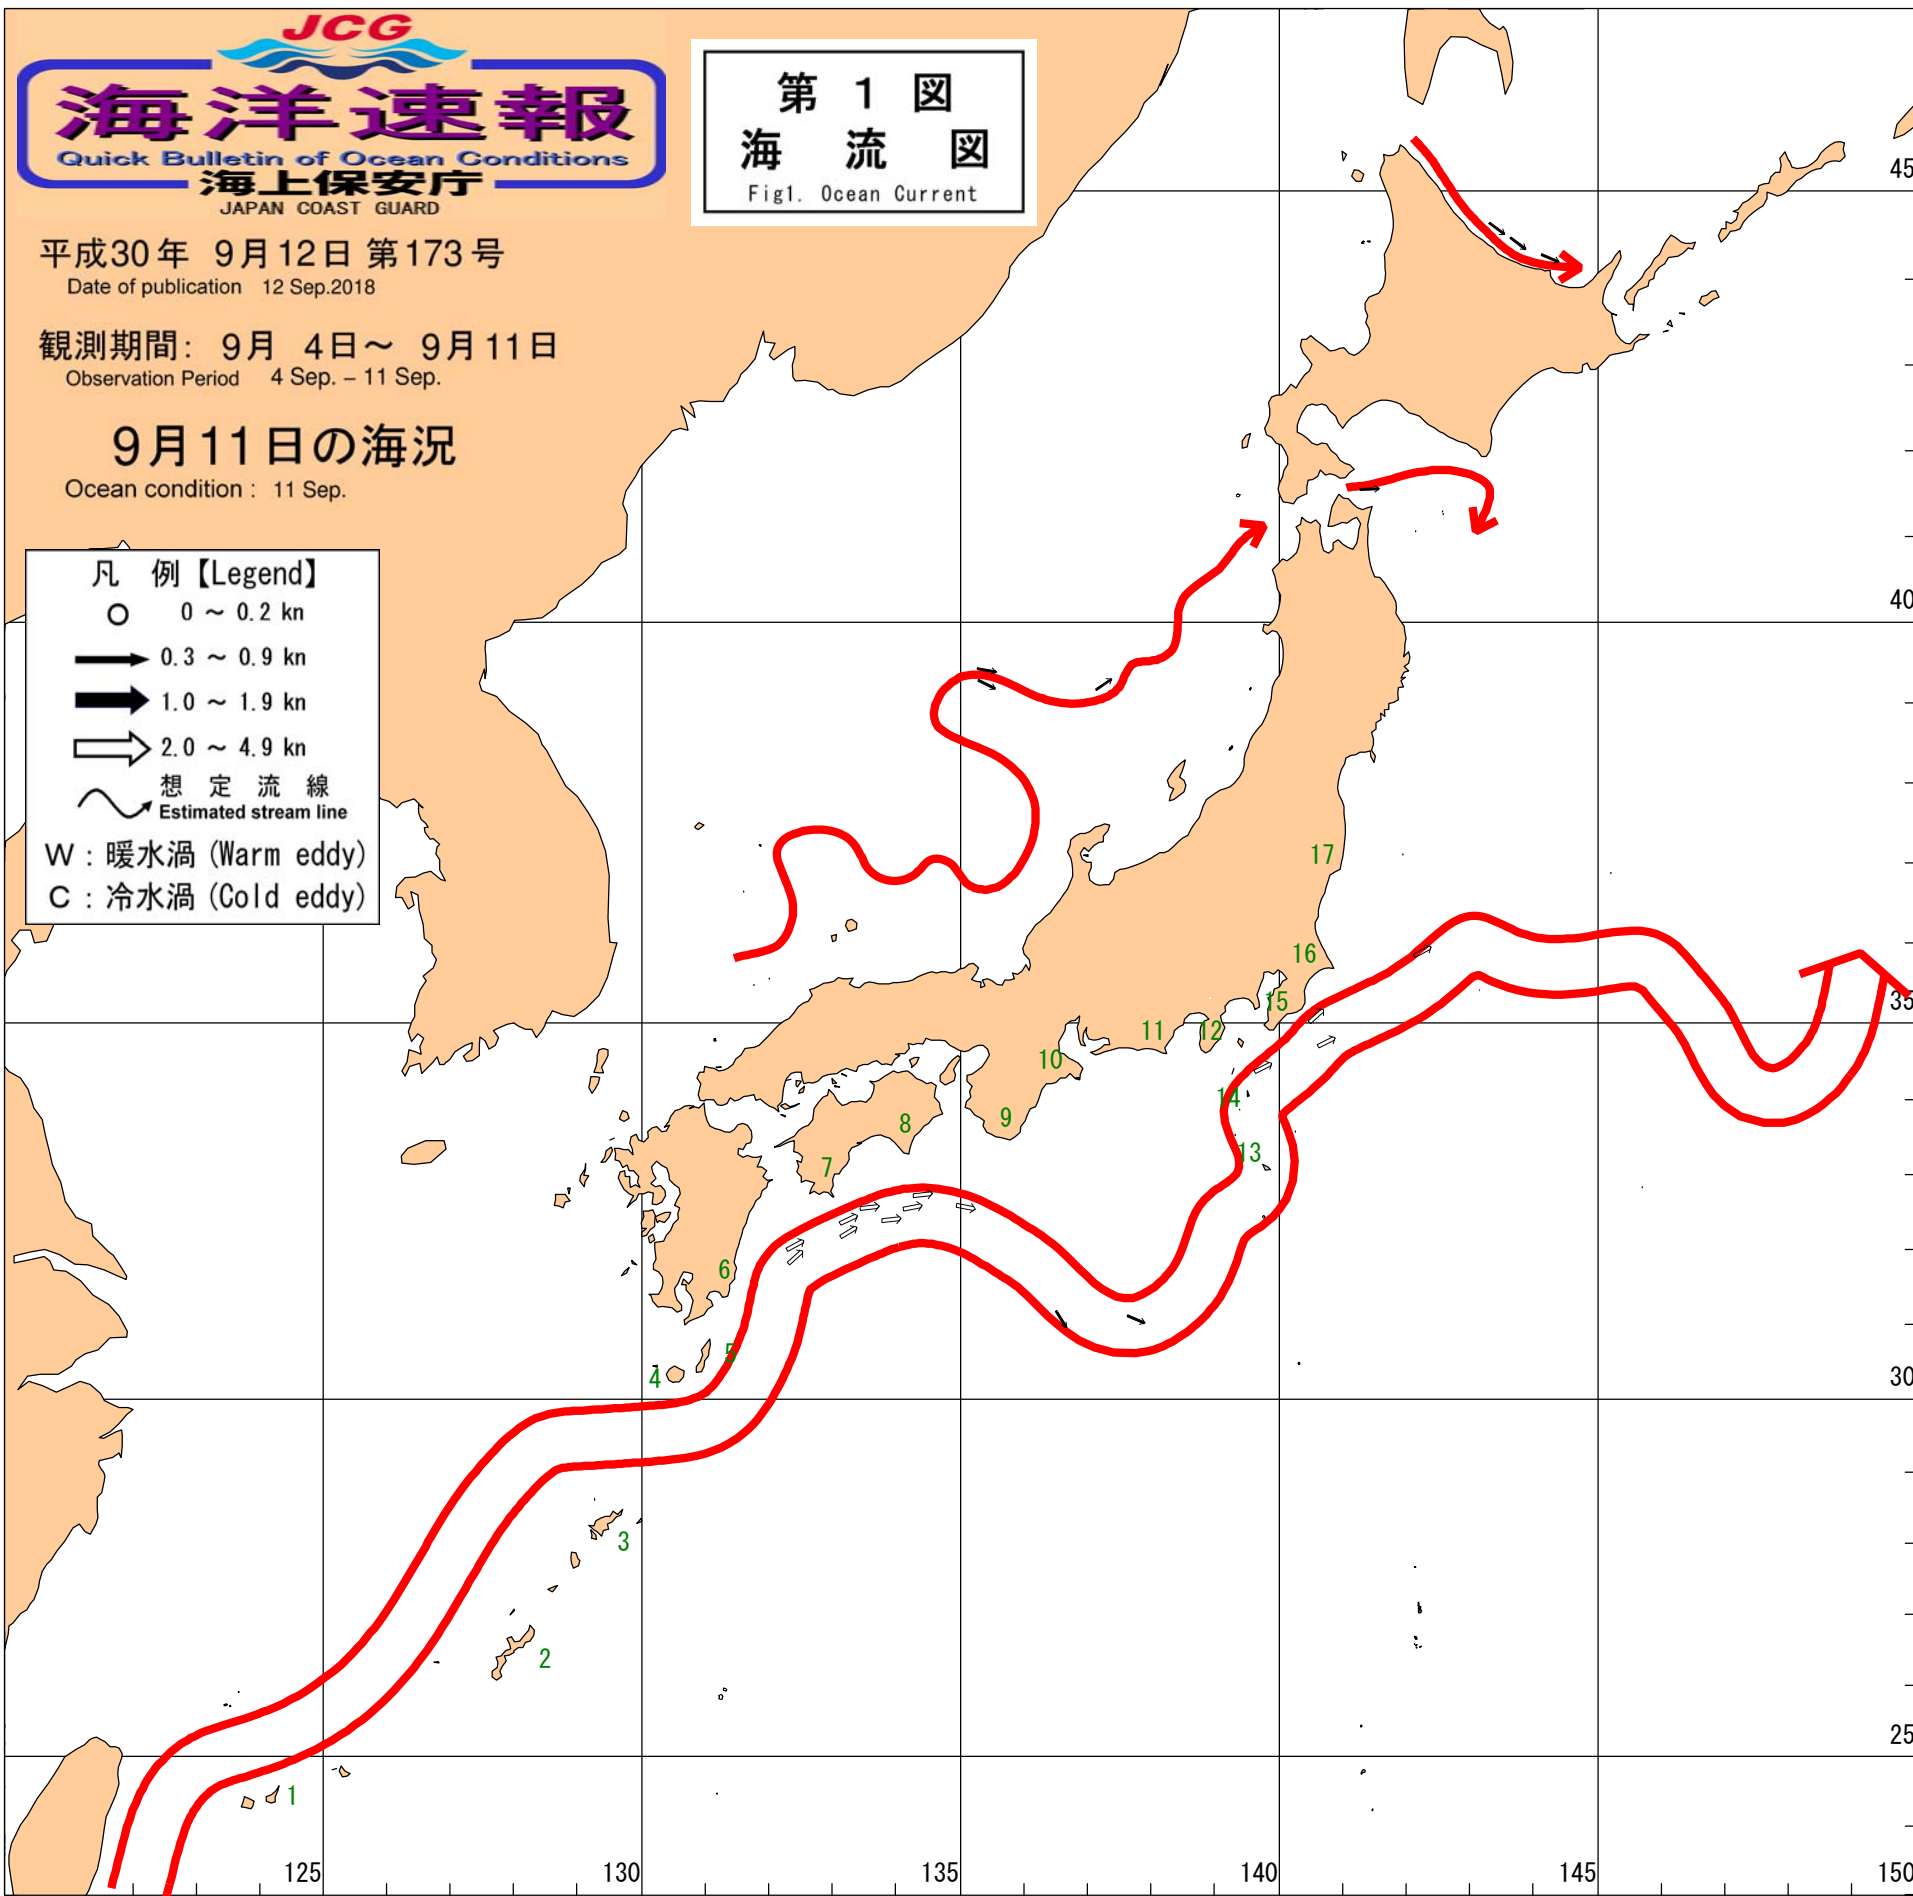 JCG
海洋速報
Quick Bulletin of Ocean Conditions
海上保安庁
JAPAN COAST GUARD
第 1 図
海 流 図
Fig1. Ocean Current
平成30年 9月12日 第173号
Date of publication 12 Sep.2018
観測期間: 9月 4日～ 9月11日
Observation Period 4 Sep. – 11 Sep.
9月11日の海況
Ocean condition : 11 Sep.
凡 例【Legend】
0 ～ 0.2 kn
0.3 ～ 0.9 kn
1.0 ～ 1.9 kn
2.0 ～ 4.9 kn
想 定 流 線
Estimated stream line
W : 暖水渦 (Warm eddy)
C : 冷水渦 (Cold eddy)
45
40
35
30
25
125
130
135
140
145
150
17
16
15
14
13
12
11
10
9
8
7
6
5
4
3
2
1